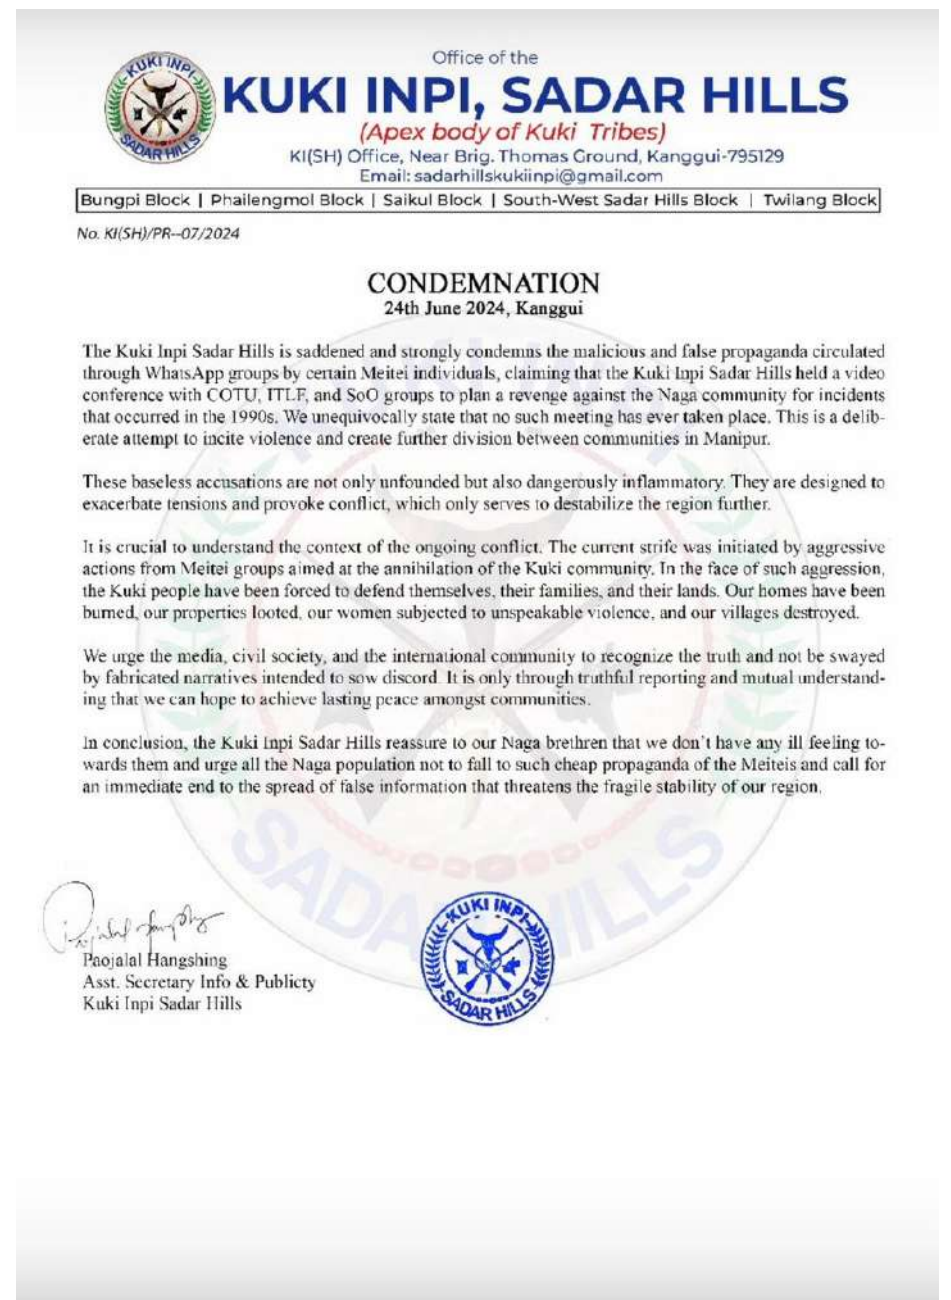 Office of the
KUKI INPI, SADAR HILLS
(Apex body of Kuki Tribes)
KI(SH) Office, Near Brig. Thomas Ground, Kanggui-795129
Email: sadarhillskukiinpi@gmail.com
KUKI INPI
SADAR HILLS
Bungpi Block | Phailengmol Block | Saikul Block | South-West Sadar Hills Block | Twilang Block
No. KI(SH)/PR--07/2024
CONDEMNATION
24th June 2024, Kanggui
The Kuki Inpi Sadar Hills is saddened and strongly condemns the malicious and false propaganda circulated
through WhatsApp groups by certain Meitei individuals, claiming that the Kuki Inpi Sadar Hills held a video
conference with COTU, ITLF, and SoO groups to plan a revenge against the Naga community for incidents
that occurred in the 1990s. We unequivocally state that no such meeting has ever taken place. This is a delib-
erate attempt to incite violence and create further division between communities in Manipur.
These baseless accusations are not only unfounded but also dangerously inflammatory. They are designed to
exacerbate tensions and provoke conflict, which only serves to destabilize the region further.
It is crucial to understand the context of the ongoing conflict. The current strife was initiated by aggressive
actions from Meitei groups aimed at the annihilation of the Kuki community. In the face of such aggression,
the Kuki people have been forced to defend themselves, their families, and their lands. Our homes have been
burned, our properties looted, our women subjected to unspeakable violence, and our villages destroyed.
We urge the media, civil society, and the international community to recognize the truth and not be swayed
by fabricated narratives intended to sow discord. It is only through truthful reporting and mutual understand-
ing that we can hope to achieve lasting peace amongst communities.
In conclusion, the Kuki Inpi Sadar Hills reassure to our Naga brethren that we don't have any ill feeling to-
wards them and urge all the Naga population not to fall to such cheap propaganda of the Meiteis and call for
an immediate end to the spread of false information that threatens the fragile stability of our region.
SADAR HILLS
Paojalal Hangshing
Asst. Secretary Info & Publicty
Kuki Inpi Sadar Hills
KUKI INPI
SADAR HILLS